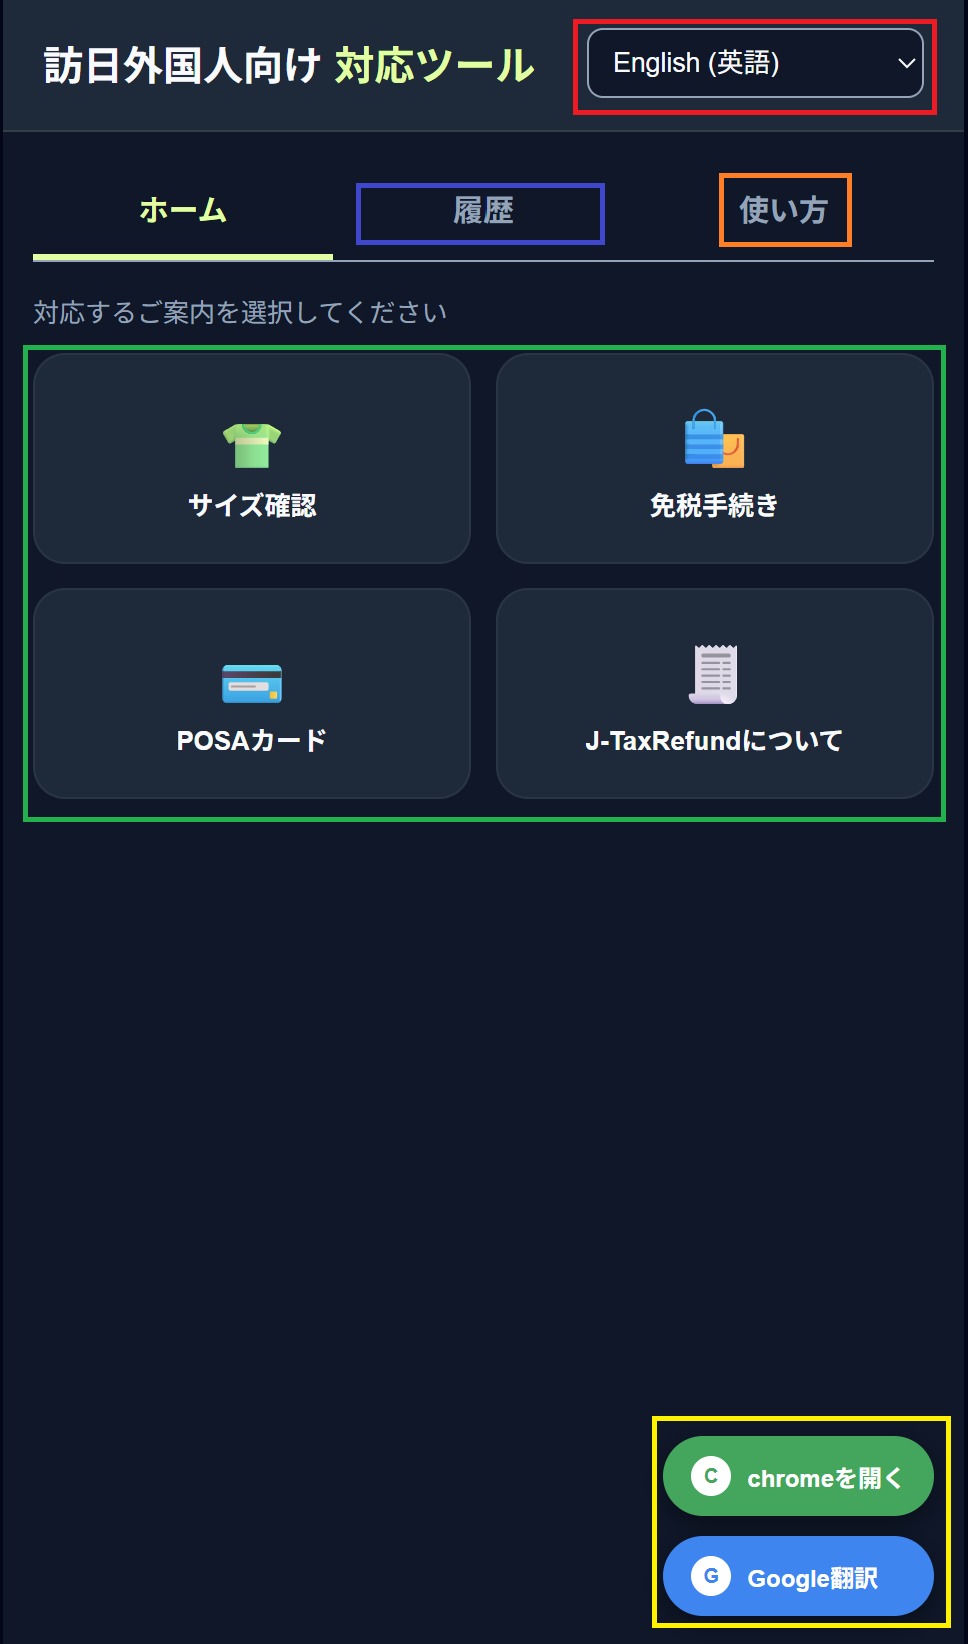 訪日外国人向け 対応ツール
English (英語)
ホーム 履歴 使い方
対応するご案内を選択してください
サイズ確認
免税手続き
POSAカード
J-TaxRefundについて
C chromeを開く
G Google翻訳